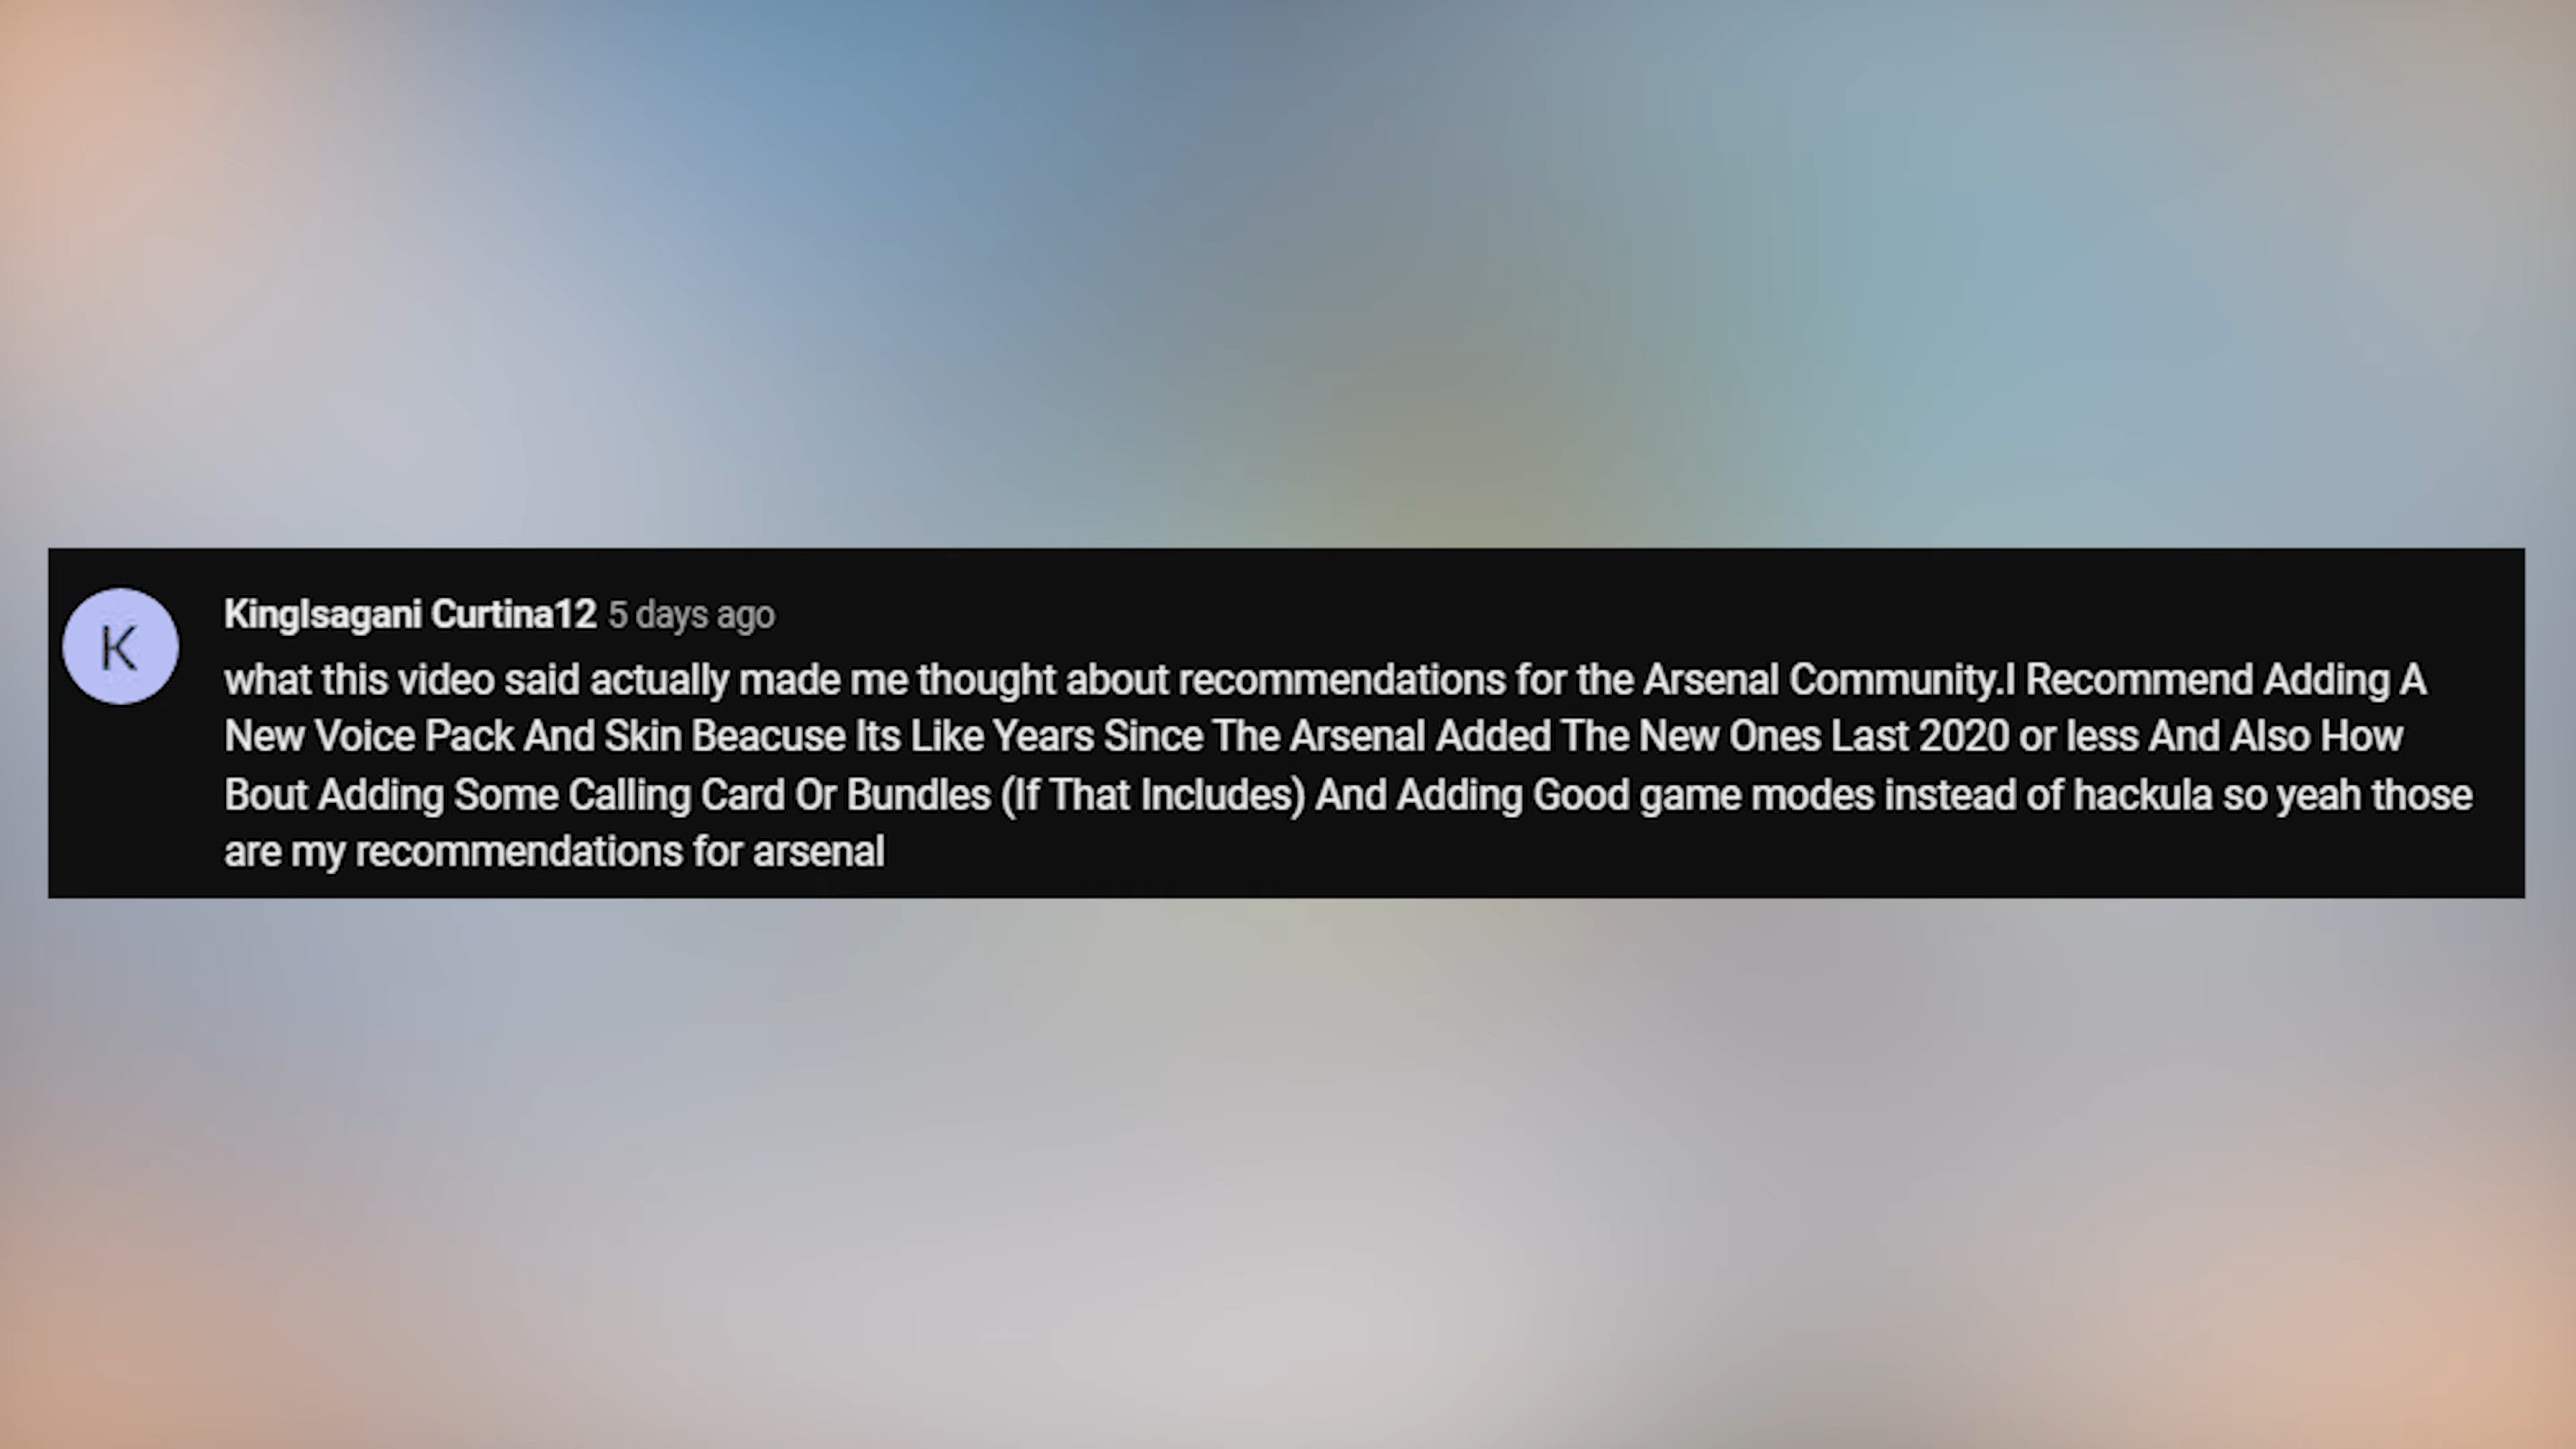 K
KingIsagani Curtina12 5 days ago
what this video said actually made me thought about recommendations for the Arsenal Community.I Recommend Adding A
New Voice Pack And Skin Beacuse Its Like Years Since The Arsenal Added The New Ones Last 2020 or less And Also How
Bout Adding Some Calling Card Or Bundles (If That Includes) And Adding Good game modes instead of hackula so yeah those
are my recommendations for arsenal